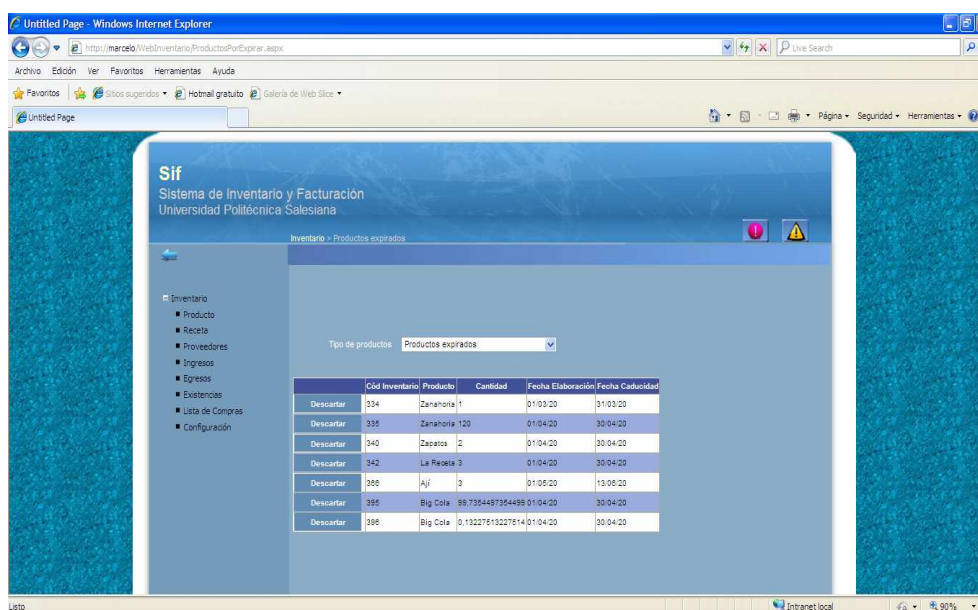 Untitled Page - Windows Internet Explorer
http://marcelo/WebInventario/ProductosPorExpirar.aspx
Live Search
Archivo Edición Ver Favoritos Herramientas Ayuda
Favoritos Sitios sugeridos Hotmail gratuito Galería de Web Slice
Untitled Page Página Seguridad Herramientas
Sif
Sistema de Inventario y Facturación
Universidad Politécnica Salesiana
Inventario > Productos expirados
Inventario
Producto
Receta
Proveedores
Ingresos
Egresos
Existencias
Lista de Compras
Configuración
Tipo de productos Productos expirados
Cód Inventario Producto Cantidad Fecha Elaboración Fecha Caducidad
Descartar 334 Zanahoria 1 01/03/20 31/03/20
Descartar 335 Zanahoria 120 01/04/20 30/04/20
Descartar 340 Zapatos 2 01/04/20 30/04/20
Descartar 342 La Receta 3 01/04/20 30/04/20
Descartar 366 Ají 3 01/05/20 13/06/20
Descartar 395 Big Cola 99,7354497354499 01/04/20 30/04/20
Descartar 396 Big Cola 0,13227513227514 01/04/20 30/04/20
Listo Intranet local 90%